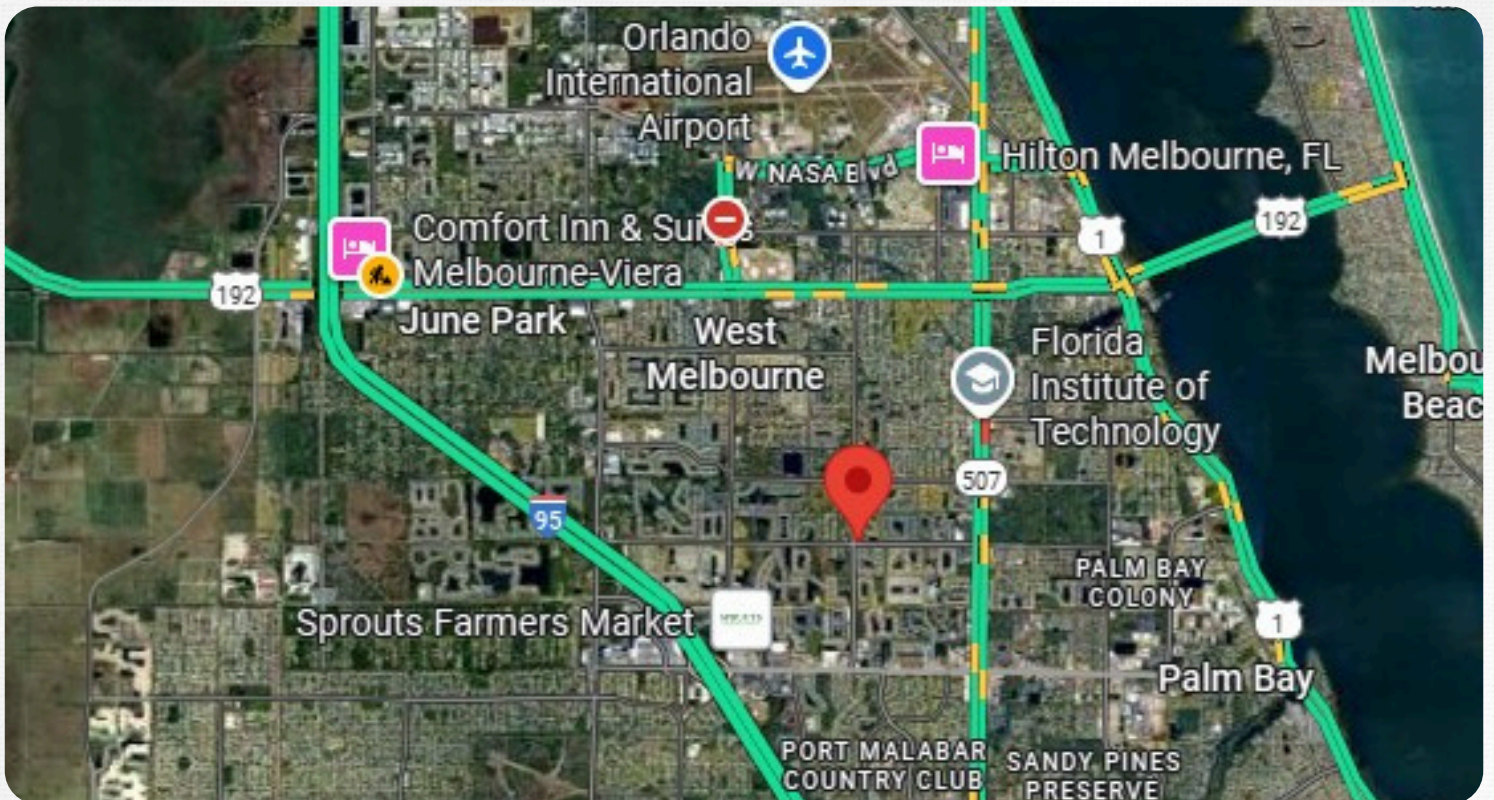 Orlando
International
Airport
W NASA Blvd
Hilton Melbourne, FL
192
1
Comfort Inn & Suites
Melbourne-Viera
192
June Park
West
Melbourne
Florida
Institute of
Technology
Melbou
Beac
507
95
PALM BAY
COLONY
Sprouts Farmers Market
1
Palm Bay
PORT MALABAR
COUNTRY CLUB
SANDY PINES
PRESERVE